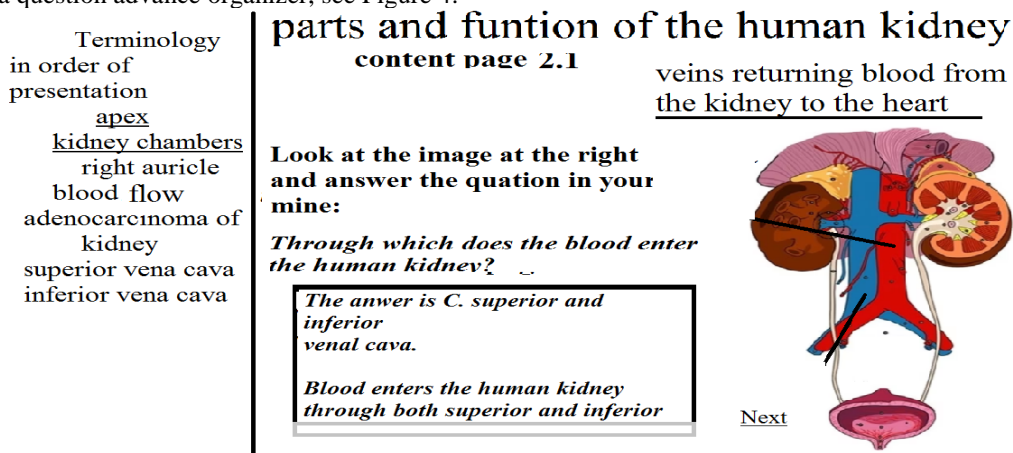 a question advance organizer, see Figure 4.
parts and funtion of the human kidney
content page 2.1
Terminology
in order of
presentation
apex
kidney chambers
right auricle
blood flow
adenocarcinoma of
kidney
superior vena cava
inferior vena cava
Look at the image at the right
and answer the quation in your
mine:
Through which does the blood enter
the human kidney?
The anwer is C. superior and
inferior
venal cava.
Blood enters the human kidney
through both superior and inferior
veins returning blood from
the kidney to the heart
Next